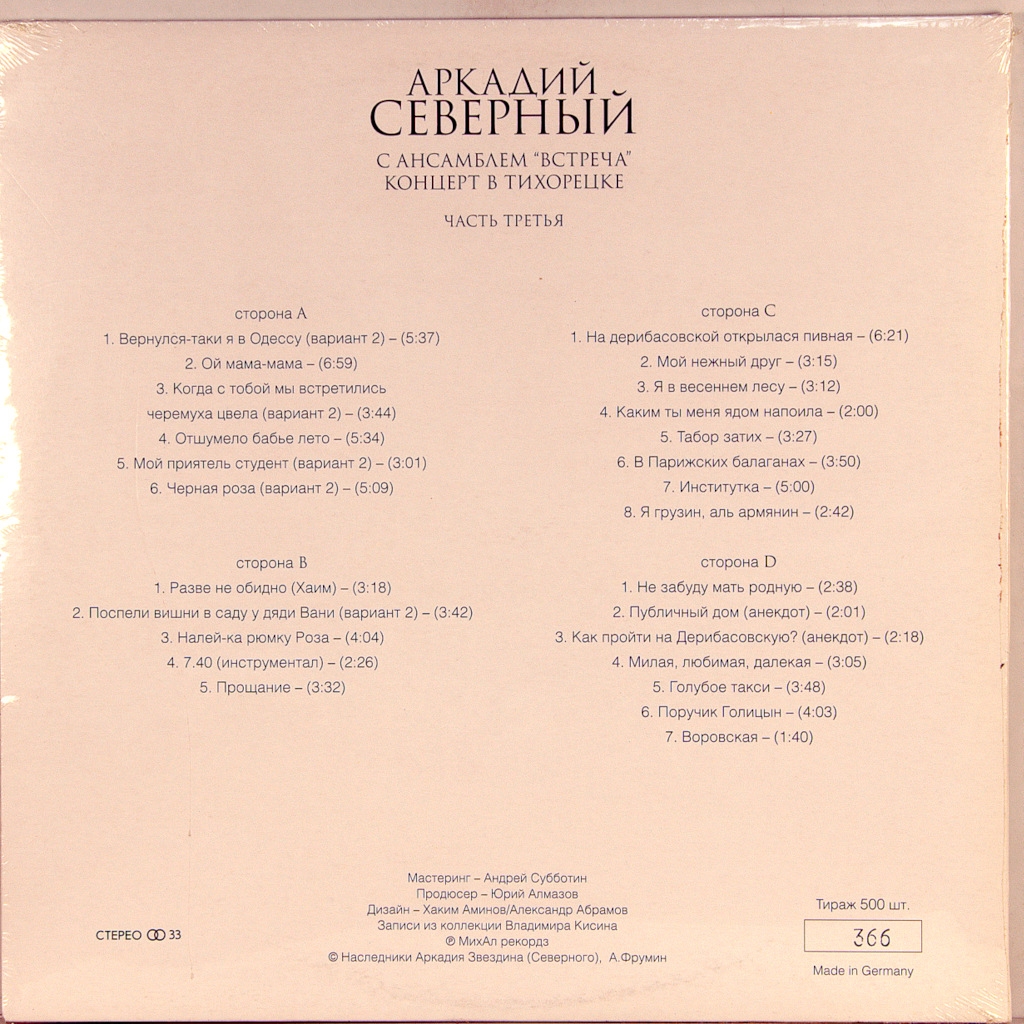 АРКАДИЙ
СЕВЕРНЫЙ
С АНСАМБЛЕМ "ВСТРЕЧА"
КОНЦЕРТ В ТИХОРЕЦКЕ
ЧАСТЬ ТРЕТЬЯ
сторона A
1. Вернулся-таки я в Одессу (вариант 2) – (5:37)
2. Ой мама-мама – (6:59)
3. Когда с тобой мы встретились
черемуха цвела (вариант 2) – (3:44)
4. Отшумело бабье лето – (5:34)
5. Мой приятель студент (вариант 2) – (3:01)
6. Черная роза (вариант 2) – (5:09)
сторона B
1. Разве не обидно (Хаим) – (3:18)
2. Поспели вишни в саду у дяди Вани (вариант 2) – (3:42)
3. Налей-ка рюмку Роза – (4:04)
4. 7.40 (инструментал) – (2:26)
5. Прощание – (3:32)
сторона C
1. На дерибасовской открылася пивная – (6:21)
2. Мой нежный друг – (3:15)
3. Я в весеннем лесу – (3:12)
4. Каким ты меня ядом напоила – (2:00)
5. Табор затих – (3:27)
6. В Парижских балаганах – (3:50)
7. Институтка – (5:00)
8. Я грузин, аль армянин – (2:42)
сторона D
1. Не забуду мать родную – (2:38)
2. Публичный дом (анекдот) – (2:01)
3. Как пройти на Дерибасовскую? (анекдот) – (2:18)
4. Милая, любимая, далекая – (3:05)
5. Голубое такси – (3:48)
6. Поручик Голицын – (4:03)
7. Воровская – (1:40)
Мастеринг – Андрей Субботин
Продюсер – Юрий Алмазов
Дизайн – Хаким Аминов/Александр Абрамов
Записи из коллекции Владимира Кисина
℗ МихАл рекордз
© Наследники Аркадия Звездина (Северного), А.Фрумин
СТЕРЕО 33
Тираж 500 шт.
366
Made in Germany